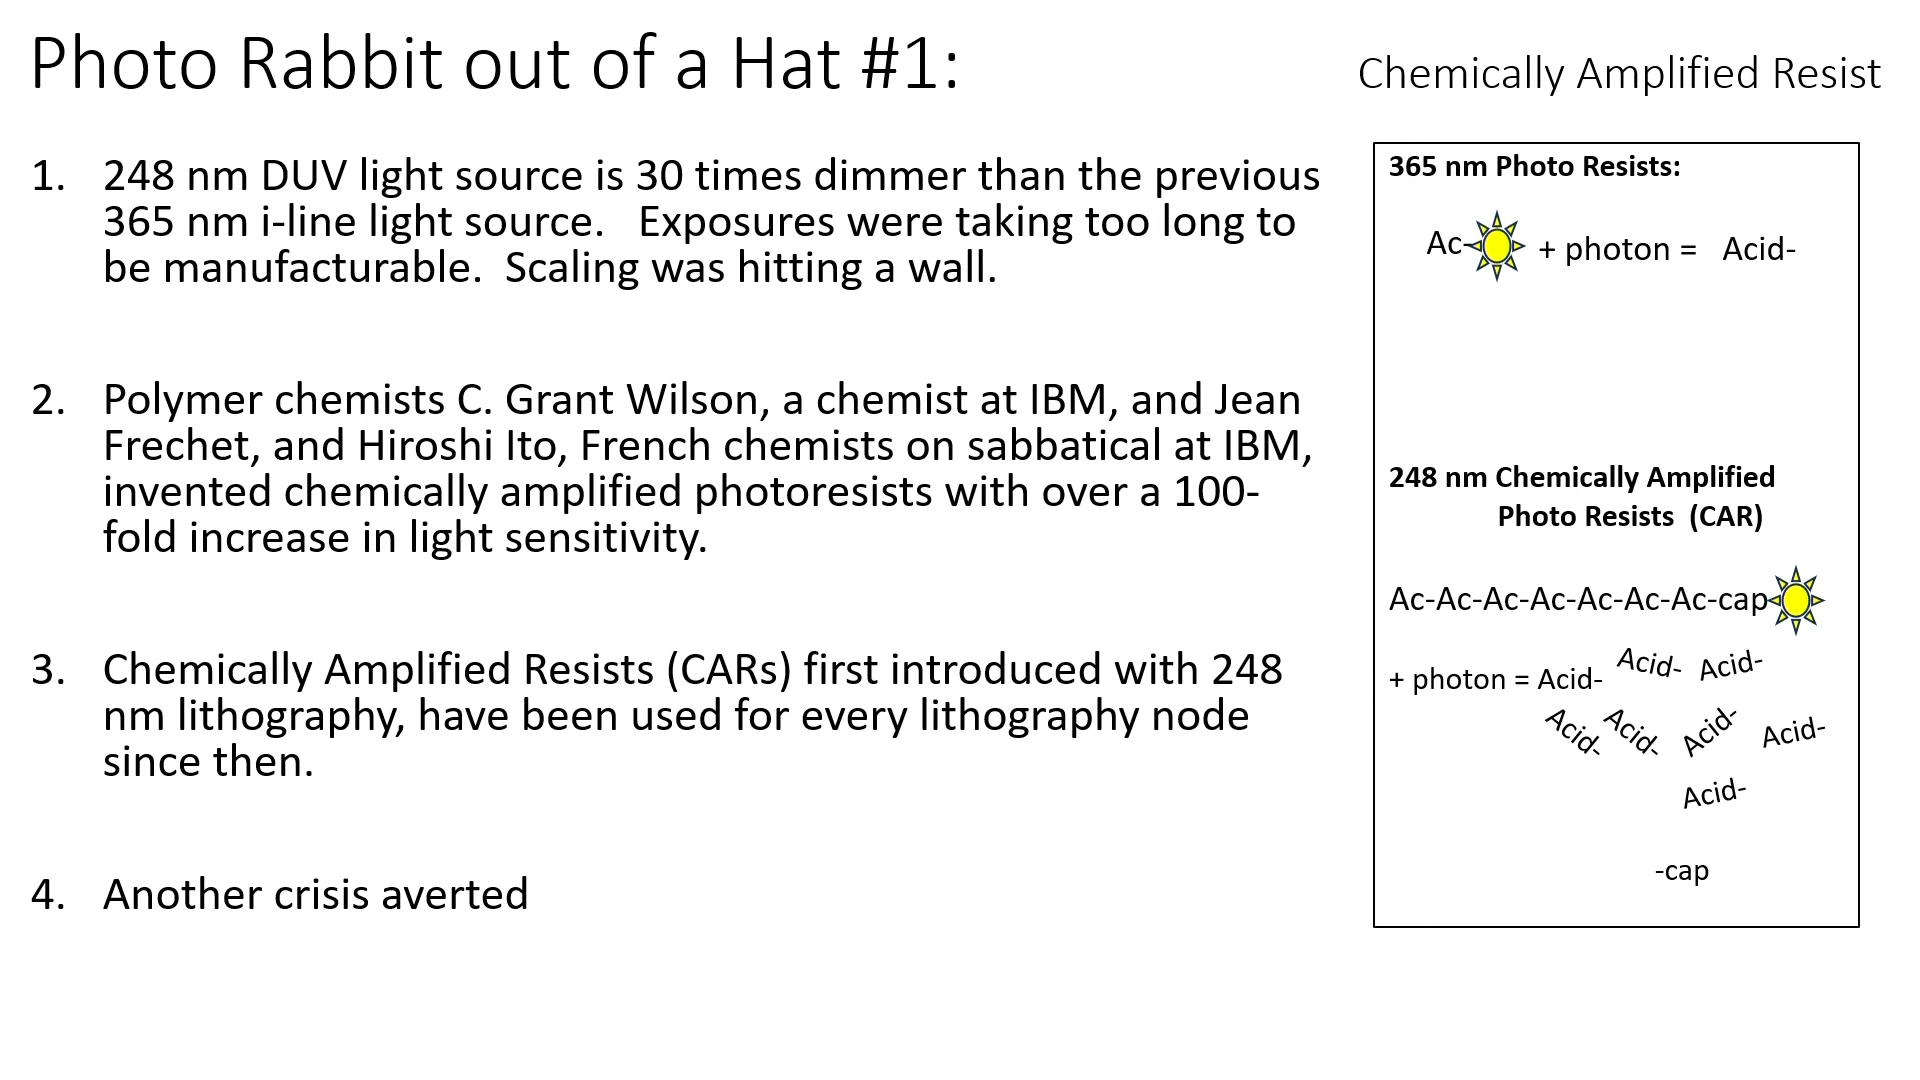 Photo Rabbit out of a Hat #1:
Chemically Amplified Resist
1. 248 nm DUV light source is 30 times dimmer than the previous
365 nm i-line light source. Exposures were taking too long to
be manufacturable. Scaling was hitting a wall.
2. Polymer chemists C. Grant Wilson, a chemist at IBM, and Jean
Frechet, and Hiroshi Ito, French chemists on sabbatical at IBM,
invented chemically amplified photoresists with over a 100-
fold increase in light sensitivity.
3. Chemically Amplified Resists (CARs) first introduced with 248
nm lithography, have been used for every lithography node
since then.
4. Another crisis averted
365 nm Photo Resists:
Ac- + photon = Acid-
248 nm Chemically Amplified
Photo Resists (CAR)
Ac-Ac-Ac-Ac-Ac-Ac-Ac-cap
+ photon = Acid- Acid- Acid-
Acid- Acid- Acid- Acid-
Acid-
-cap